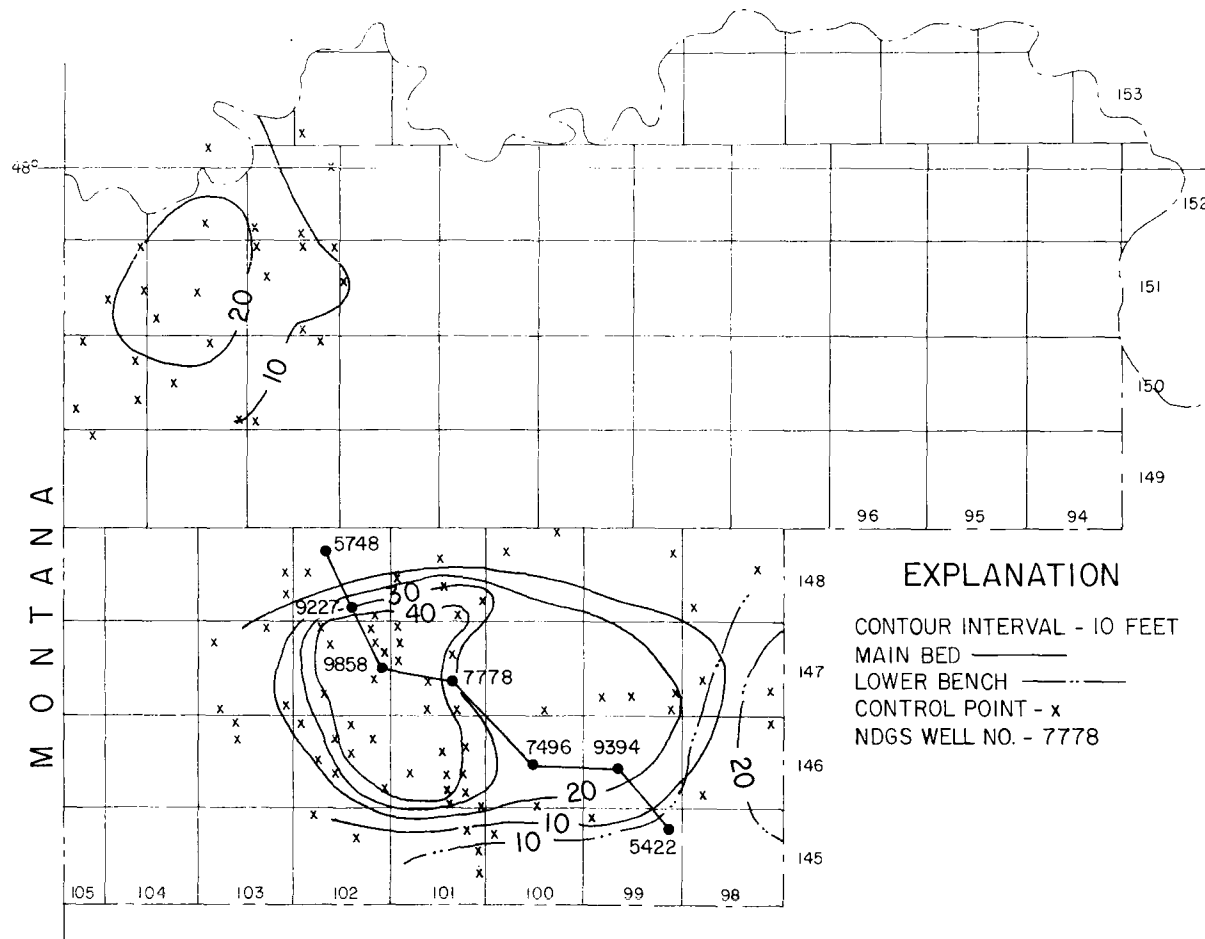 153
48°
152
151
20
10
150
149
MONTANA
96 95 94
5748
148
EXPLANATION
30
9227
40
CONTOUR INTERVAL - 10 FEET
MAIN BED
LOWER BENCH
CONTROL POINT - x
NDGS WELL NO. - 7778
147
9858
7778
7496
9394
146
20
20
10
10
5422
145
105 104 103 102 101 100 99 98